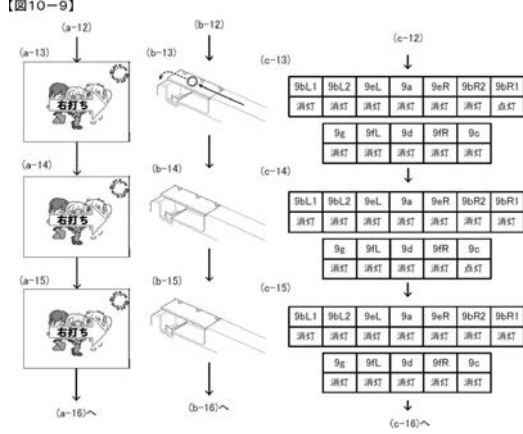 【図10-9】
(a-12)
(b-12)
(c-12)
(a-13)
右打ち
(b-13)
(c-13)
9bL1 9bL2 9eL 9a 9eR 9bR2 9bR1
消灯 消灯 消灯 消灯 消灯 消灯 点灯
9g 9fL 9d 9fR 9c
消灯 消灯 消灯 消灯 消灯
(a-14)
右打ち
(b-14)
(c-14)
9bL1 9bL2 9eL 9a 9eR 9bR2 9bR1
消灯 消灯 消灯 消灯 消灯 消灯 消灯
9g 9fL 9d 9fR 9c
消灯 消灯 消灯 消灯 点灯
(a-15)
右打ち
(b-15)
(c-15)
9bL1 9bL2 9eL 9a 9eR 9bR2 9bR1
消灯 消灯 消灯 消灯 消灯 消灯 消灯
9g 9fL 9d 9fR 9c
消灯 消灯 消灯 消灯 消灯
(a-16)へ
(b-16)へ
(c-16)へ